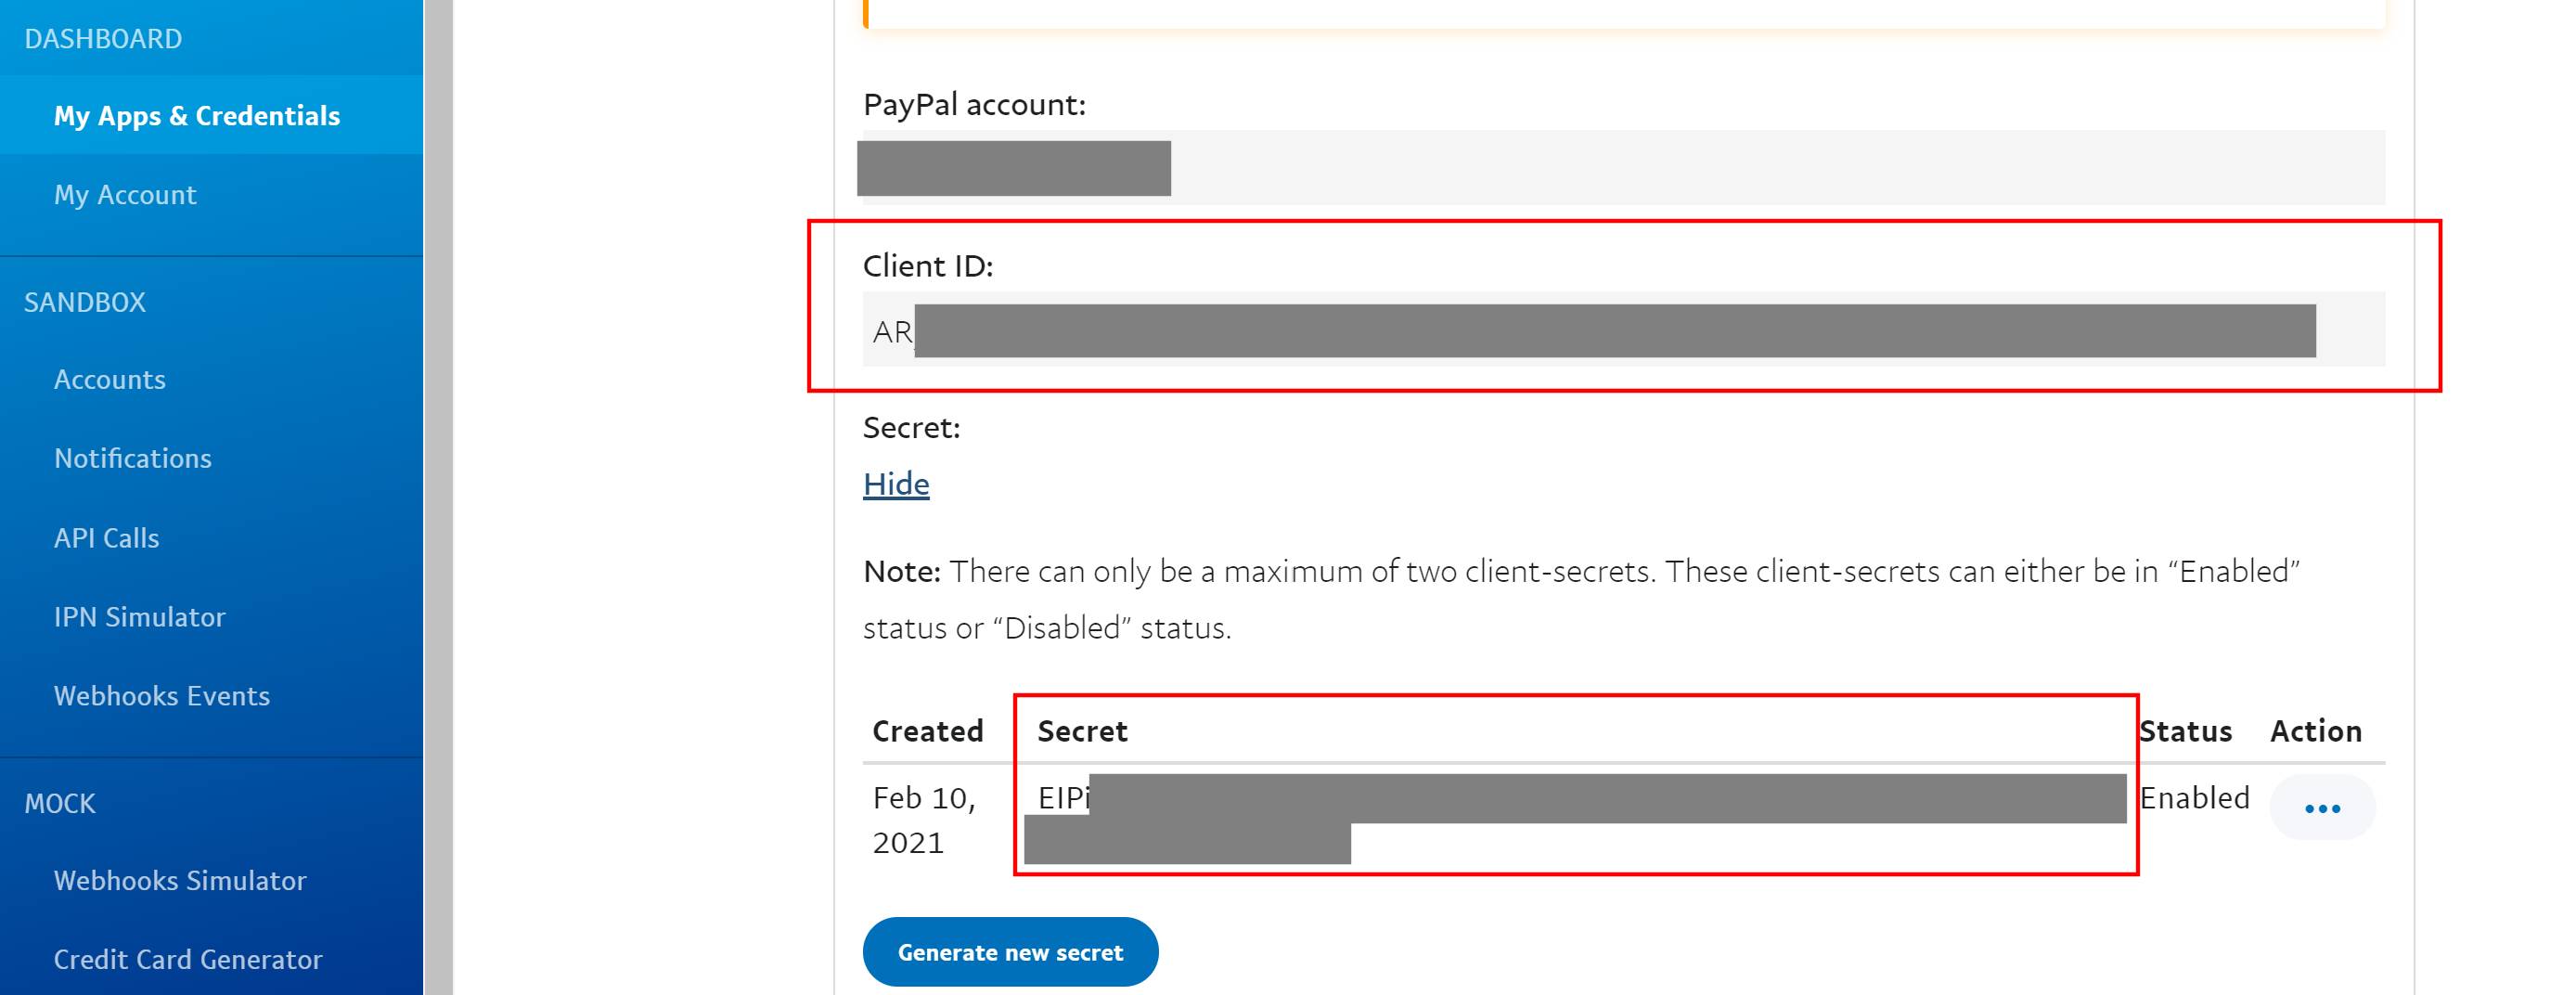 DASHBOARD
My Apps & Credentials
My Account
SANDBOX
Accounts
Notifications
API Calls
IPN Simulator
Webhooks Events
MOCK
Webhooks Simulator
Credit Card Generator
PayPal account:
Client ID:
AR
Secret:
Hide
Note: There can only be a maximum of two client-secrets. These client-secrets can either be in “Enabled”
status or “Disabled” status.
Created Secret Status Action
Feb 10, EIPi Enabled
2021
Generate new secret